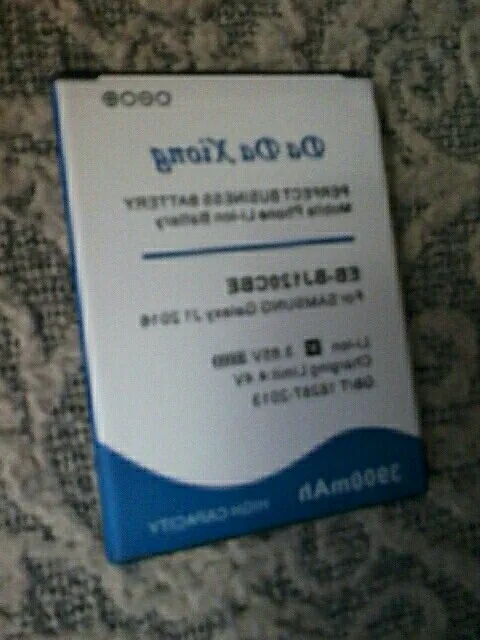 Da Da Xiong
PERFECT BUSINESS BATTERY
Mobile Phone Li-ion Battery
EB-BJ120CBE
For SAMSUNG Galaxy J1 2016
Li-ion 3.85V
Charging Limit:4.4V
GB/T 18287-2013
3900mAh
HIGH CAPACITY